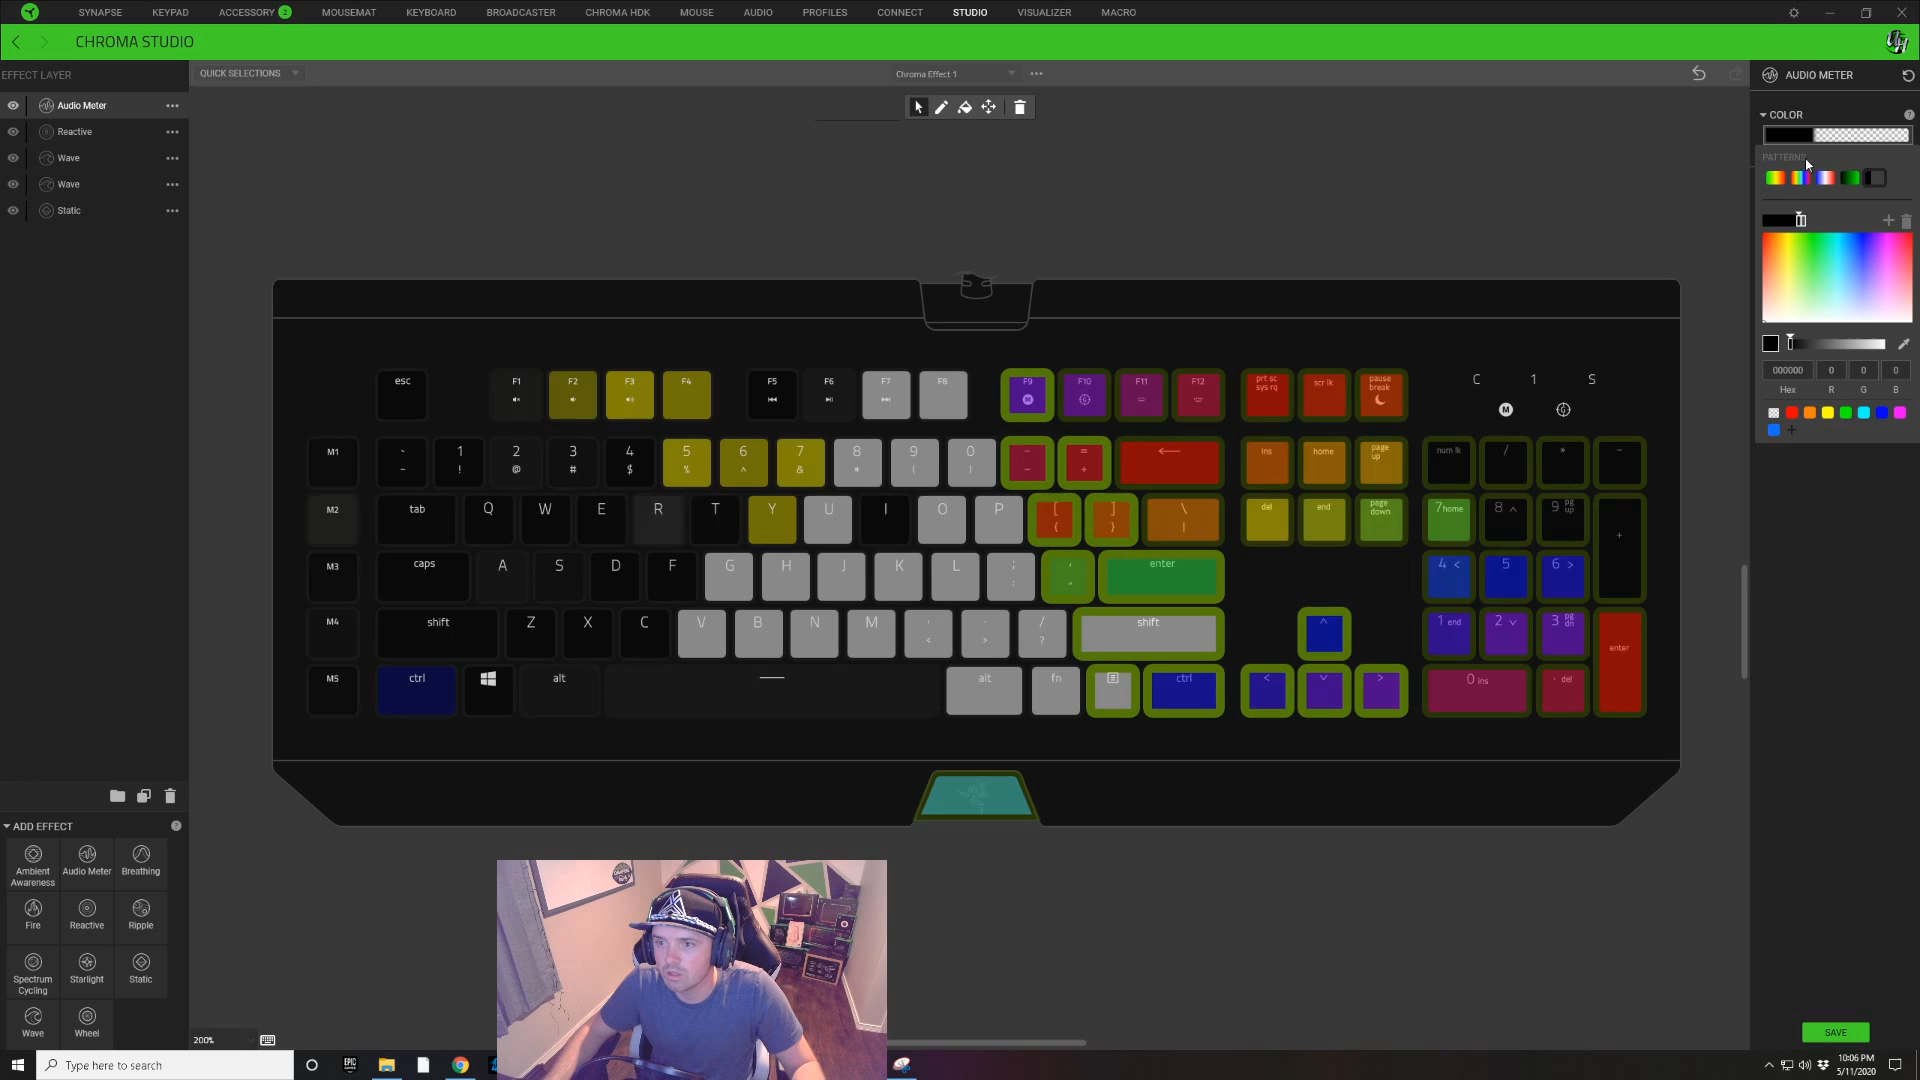 SYNAPSE KEYPAD ACCESSORY 2 MOUSEMAT KEYBOARD BROADCASTER CHROMA HDK MOUSE AUDIO PROFILES CONNECT STUDIO VISUALIZER MACRO
CHROMA STUDIO
EFFECT LAYER
QUICK SELECTIONS
Chroma Effect 1
AUDIO METER
Audio Meter
Reactive
Wave
Wave
Static
COLOR
PATTERNS
000000 0 0 0
Hex R G B
esc F1 F2 F3 F4 F5 F6 F7 F8 F9 F10 F11 F12 prt sc scr lk pause C 1 S
sys rq break
M M G
M1 ~ 1 2 3 4 5 6 7 8 9 0 - = ins home page num lk / * -
- ! @ # $ % ^ & * ( ) _ + up
M2 tab Q W E R T Y U I O P [ ] \ del end page 7 home 8 9 pg
{ } | down up +
M3 caps A S D F G H J K L ; ' enter 4 < 5 6 >
: "
M4 shift Z X C V B N M , . / shift ^ 1 end 2 3 pg enter
< > ? dn
M5 ctrl alt alt fn ctrl < > 0 ins . del
ADD EFFECT
Ambient Awareness Audio Meter Breathing
Fire Reactive Ripple
Spectrum Cycling Starlight Static
Wave Wheel
200%
SAVE
Type here to search
EPIC
10:06 PM
5/11/2020